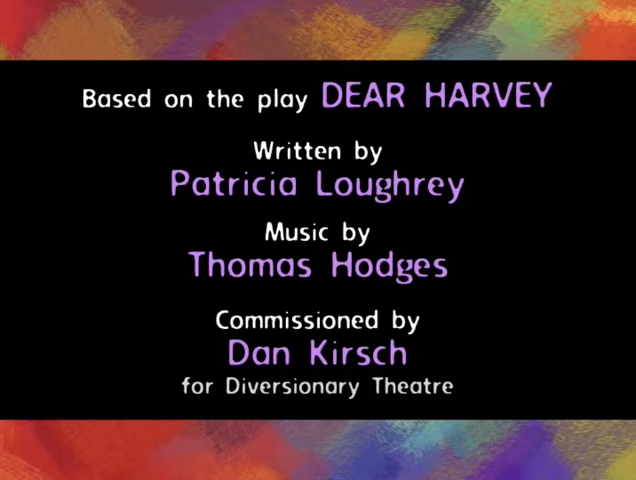 Based on the play DEAR HARVEY
Written by
Patricia Loughrey
Music by
Thomas Hodges
Commissioned by
Dan Kirsch
for Diversionary Theatre